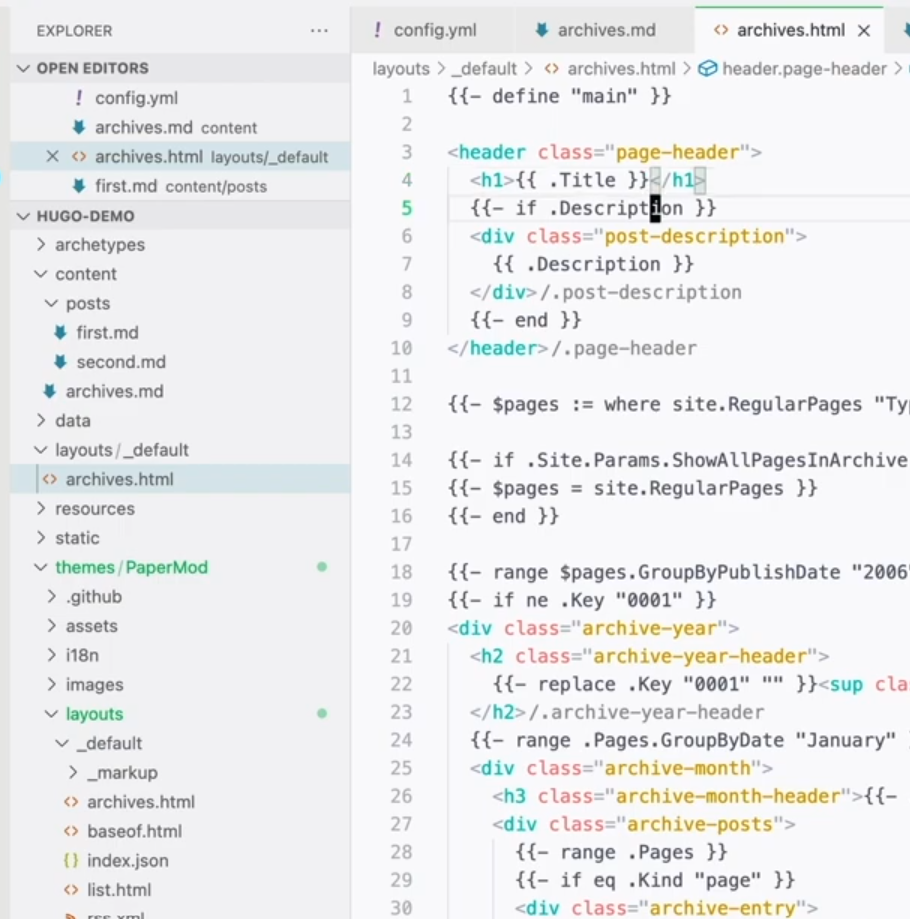 EXPLORER ...
OPEN EDITORS
! config.yml
archives.md content
× <> archives.html layouts/_default
first.md content/posts
HUGO-DEMO
archetypes
content
posts
first.md
second.md
archives.md
data
layouts/_default
<> archives.html
resources
static
themes/PaperMod
.github
assets
i18n
images
layouts
_default
_markup
<> archives.html
<> baseof.html
{} index.json
<> list.html
rss.xml
! config.yml archives.md <> archives.html ×
layouts > _default > <> archives.html > header.page-header >
1 {{- define "main" }}
2
3 <header class="page-header">
4 <h1>{{ .Title }}</h1>
5 {{- if .Description }}
6 <div class="post-description">
7 {{ .Description }}
8 </div>/.post-description
9 {{- end }}
10 </header>/.page-header
11
12 {{- $pages := where site.RegularPages "Typ
13
14 {{- if .Site.Params.ShowAllPagesInArchive
15 {{- $pages = site.RegularPages }}
16 {{- end }}
17
18 {{- range $pages.GroupByPublishDate "2006"
19 {{- if ne .Key "0001" }}
20 <div class="archive-year">
21 <h2 class="archive-year-header">
22 {{- replace .Key "0001" "" }}<sup cla
23 </h2>/.archive-year-header
24 {{- range .Pages.GroupByDate "January" }
25 <div class="archive-month">
26 <h3 class="archive-month-header">{{-
27 <div class="archive-posts">
28 {{- range .Pages }}
29 {{- if eq .Kind "page" }}
30 <div class="archive-entry">